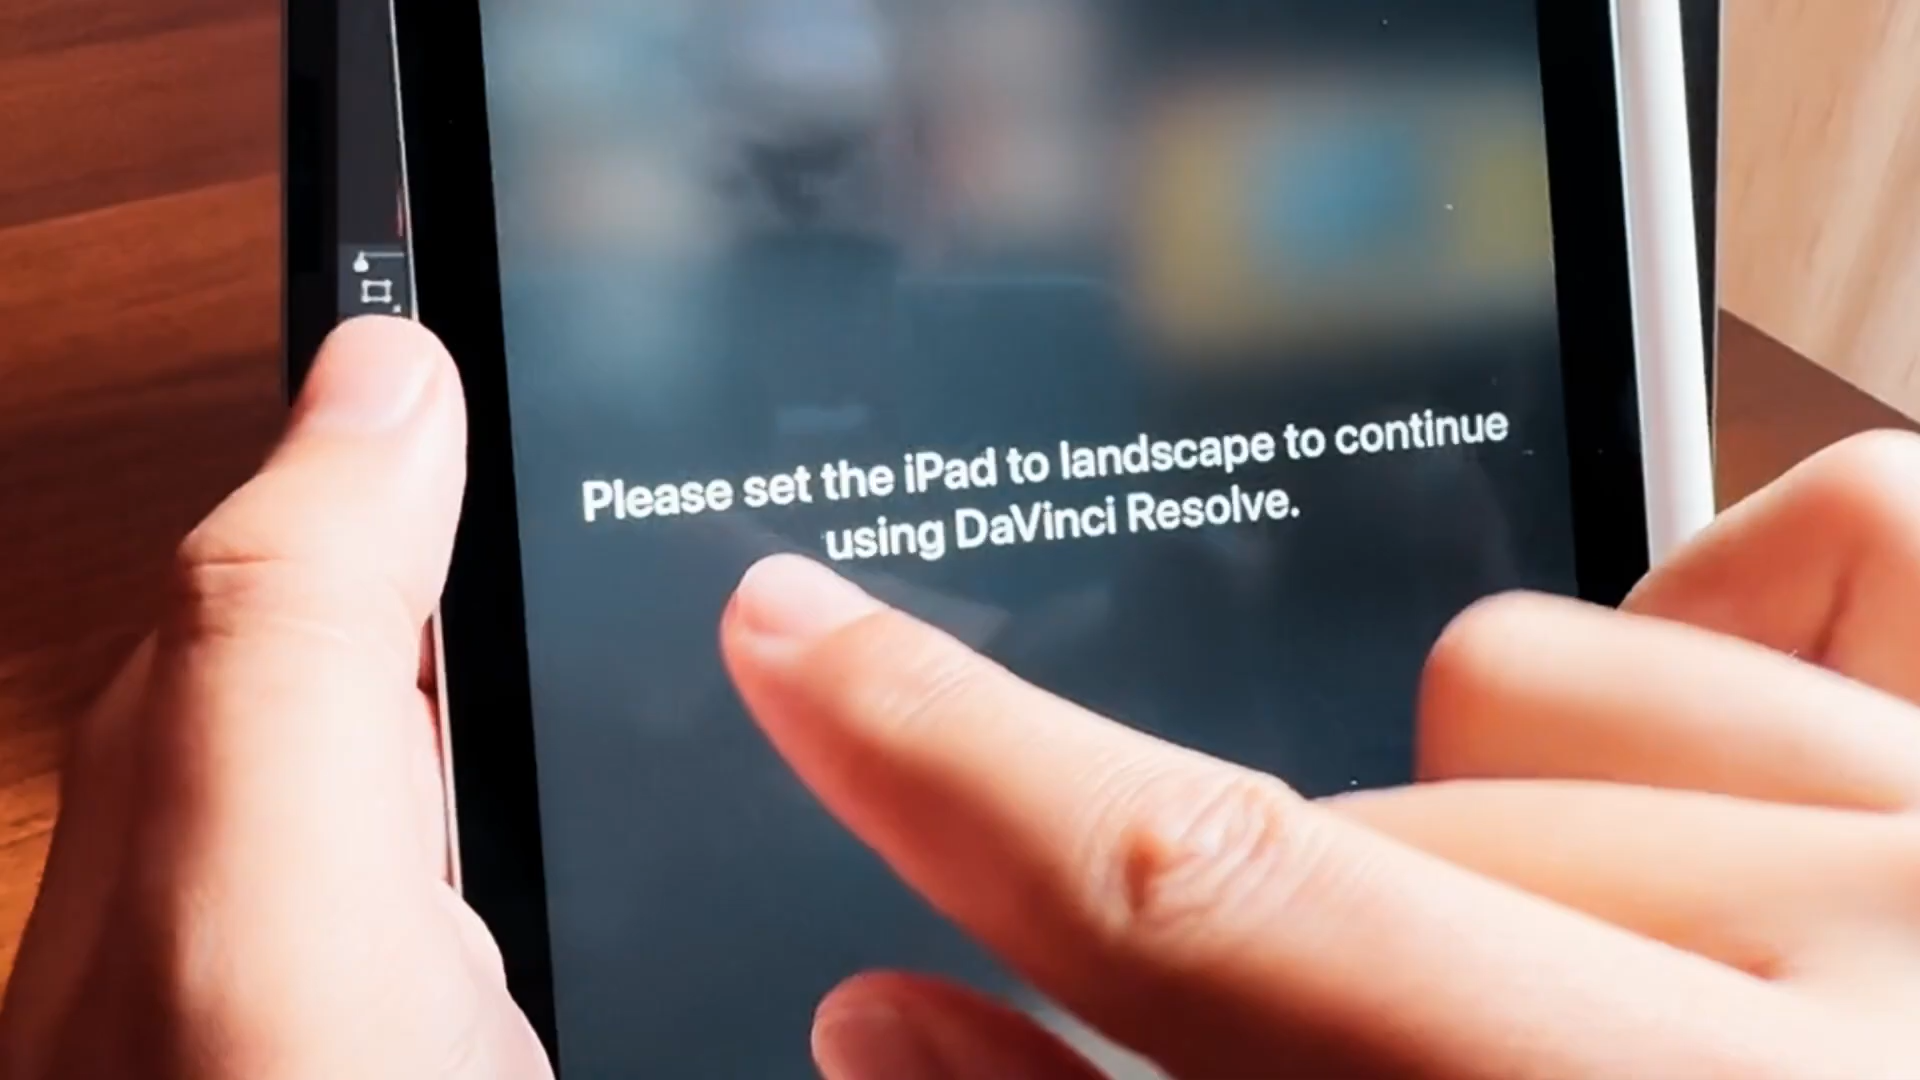 Please set the iPad to landscape to continue
using DaVinci Resolve.